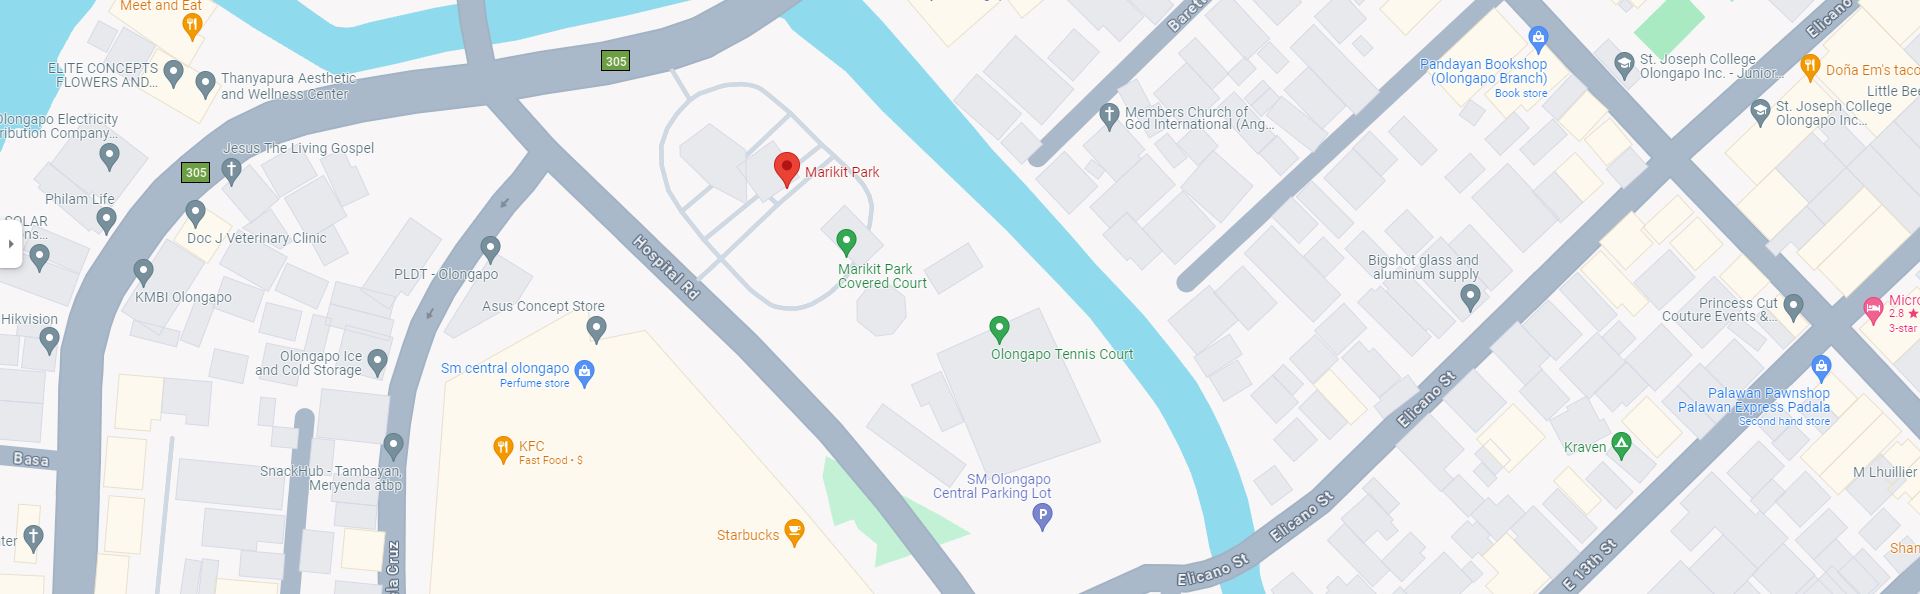 Meet and Eat
ELITE CONCEPTS
FLOWERS AND...
Thanyapura Aesthetic
and Wellness Center
305
Olongapo Electricity
ribution Company...
Jesus The Living Gospel
305
Philam Life
SOLAR
ns...
Doc J Veterinary Clinic
KMBI Olongapo
PLDT - Olongapo
Hikvision
Asus Concept Store
Olongapo Ice
and Cold Storage
Sm central olongapo
Perfume store
KFC
Fast Food • $
Basa
SnackHub - Tambayan,
Meryenda atbp
ter
la Cruz
Starbucks
Hospital Rd
Marikit Park
Marikit Park
Covered Court
Olongapo Tennis Court
SM Olongapo
Central Parking Lot
P
Barett
Members Church of
God International (Ang...
Pandayan Bookshop
(Olongapo Branch)
Book store
St. Joseph College
Olongapo Inc. - Junior...
Elicano
Doña Em's taco
Little Bee
St. Joseph College
Olongapo Inc...
Bigshot glass and
aluminum supply
Princess Cut
Couture Events &...
Micro
2.8 ★
3-star
Palawan Pawnshop
Palawan Express Padala
Second hand store
Elicano St
Kraven
M Lhuillier
Elicano St
Elicano St
E 13th St
Shan